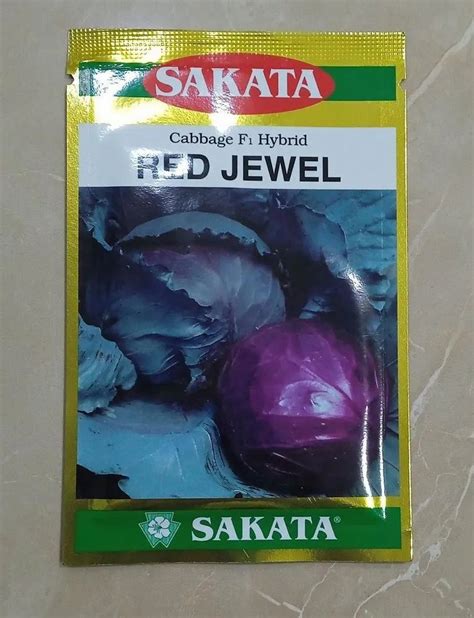 SAKATA
Cabbage F1 Hybrid
RED JEWEL
SAKATA®